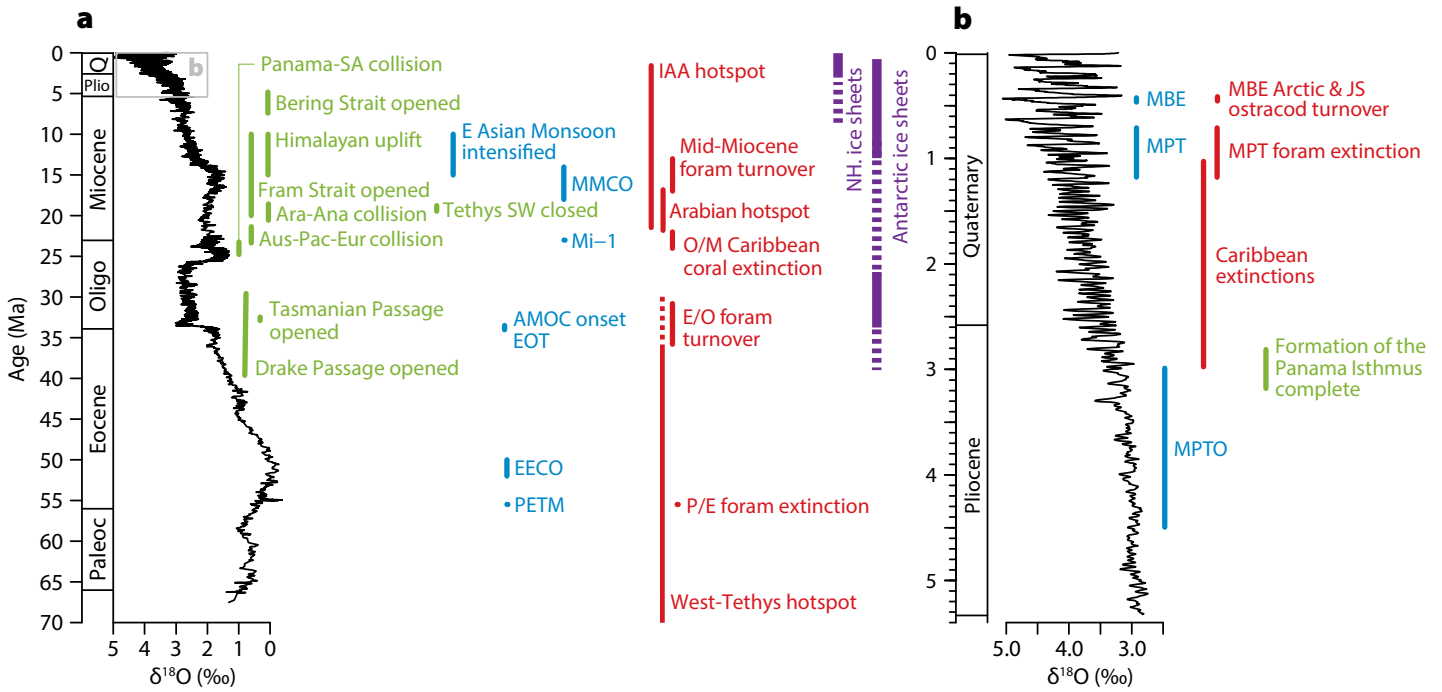 a
0
5
10
15
20
25
30
35
40
45
50
55
60
65
70
Age (Ma)
Q
Plio
Miocene
Oligo
Eocene
Paleoc
b
5 4 3 2 1 0
δ18O (‰)
Panama-SA collision
Bering Strait opened
Himalayan uplift
Fram Strait opened
Ara-Ana collision
Tethys SW closed
Aus-Pac-Eur collision
Tasmanian Passage
opened
Drake Passage opened
E Asian Monsoon
intensified
MMCO
Mi–1
AMOC onset
EOT
EECO
PETM
IAA hotspot
Mid-Miocene
foram turnover
Arabian hotspot
O/M Caribbean
coral extinction
E/O foram
turnover
P/E foram extinction
West-Tethys hotspot
NH. ice sheets
Antarctic ice sheets
b
0
1
2
3
4
5
Quaternary
Pliocene
5.0 4.0 3.0
δ18O (‰)
MBE
MPT
MBE Arctic & JS
ostracod turnover
MPT foram extinction
Caribbean
extinctions
Formation of the
Panama Isthmus
complete
MPTO